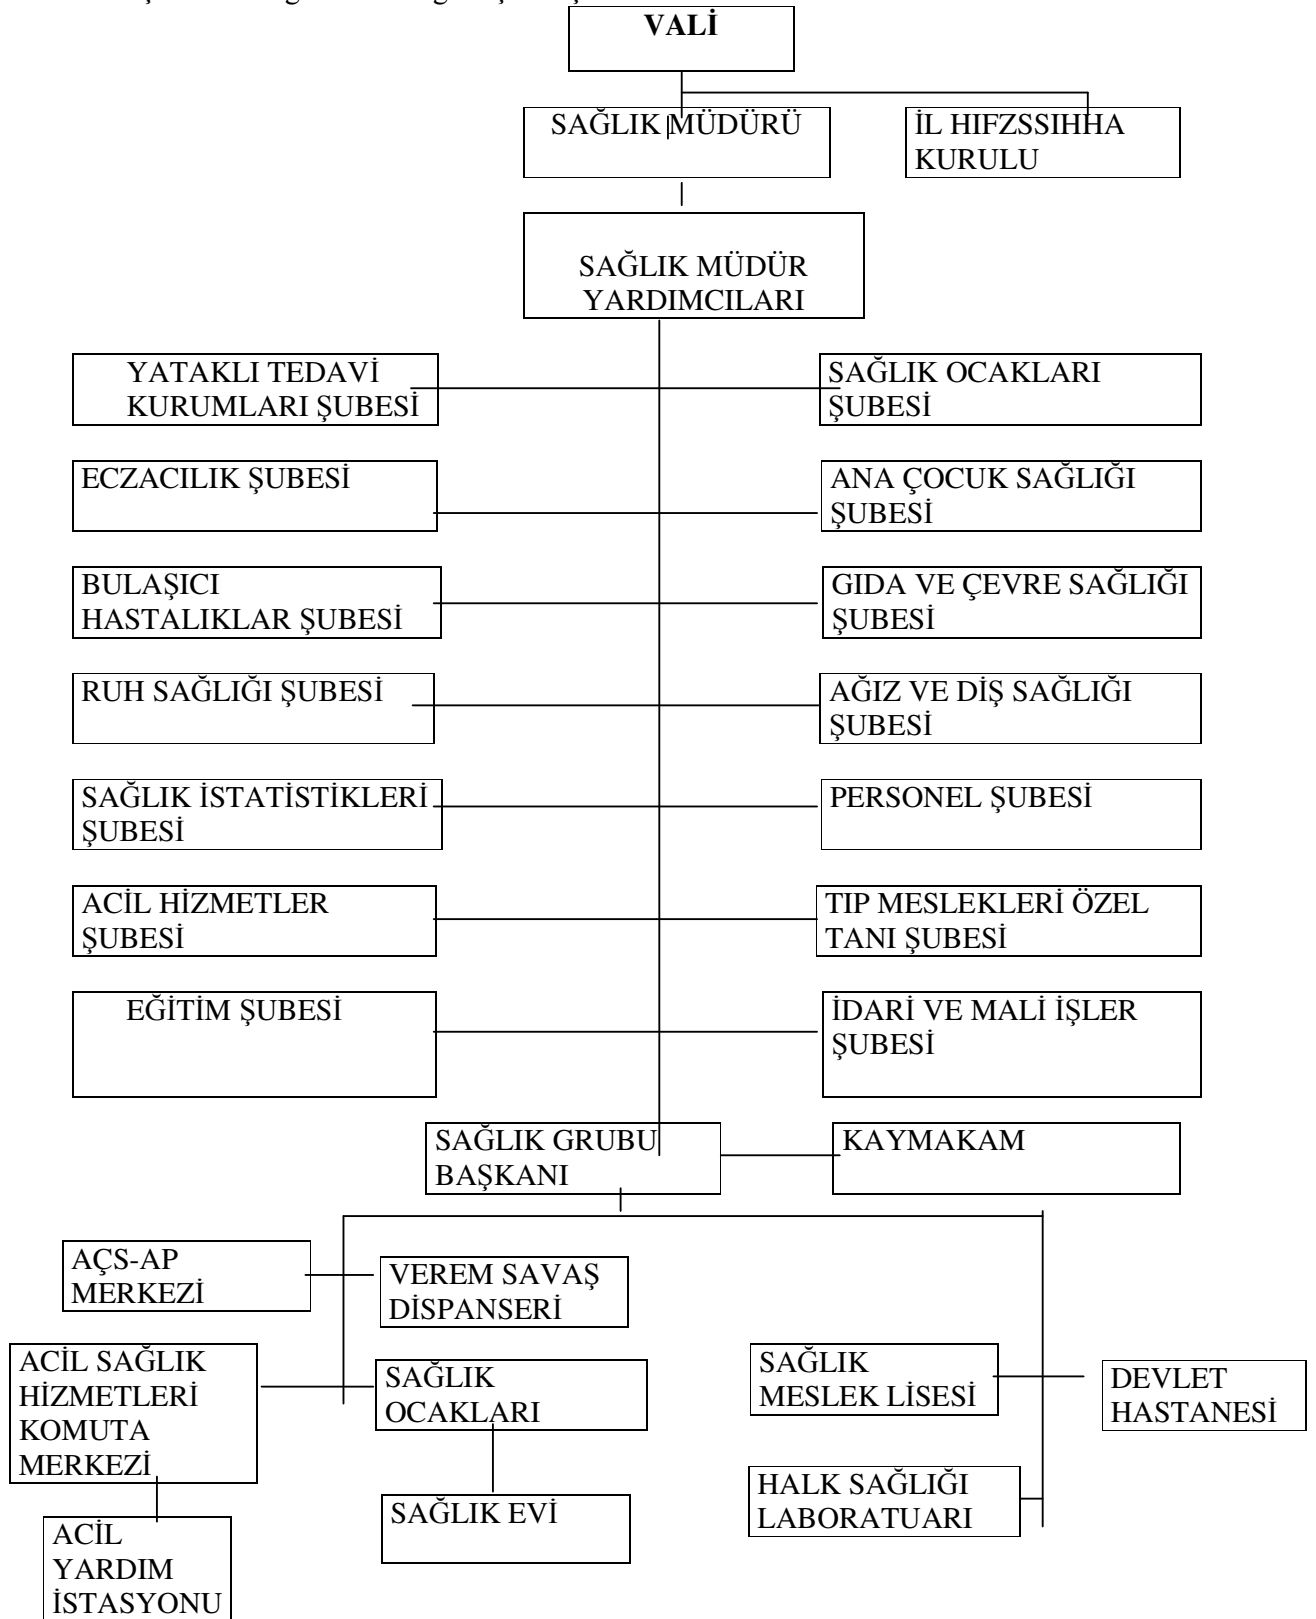 VALİ
SAĞLIK MÜDÜRÜ
İL HIFZSSIHHA
KURULU
SAĞLIK MÜDÜR
YARDIMCILARI
YATAKLI TEDAVİ
KURUMLARI ŞUBESİ
SAĞLIK OCAKLARI
ŞUBESİ
ECZACILIK ŞUBESİ
ANA ÇOCUK SAĞLIĞI
ŞUBESİ
BULAŞICI
HASTALIKLAR ŞUBESİ
GIDA VE ÇEVRE SAĞLIĞI
ŞUBESİ
RUH SAĞLIĞI ŞUBESİ
AĞIZ VE DİŞ SAĞLIĞI
ŞUBESİ
SAĞLIK İSTATİSTİKLERİ
ŞUBESİ
PERSONEL ŞUBESİ
ACİL HİZMETLER
ŞUBESİ
TIP MESLEKLERİ ÖZEL
TANI ŞUBESİ
EĞİTİM ŞUBESİ
İDARİ VE MALİ İŞLER
ŞUBESİ
SAĞLIK GRUBU
BAŞKANI
KAYMAKAM
AÇS-AP
MERKEZİ
VEREM SAVAŞ
DİSPANSERİ
ACİL SAĞLIK
HİZMETLERİ
KOMUTA
MERKEZİ
SAĞLIK
OCAKLARI
SAĞLIK
MESLEK LİSESİ
DEVLET
HASTANESİ
SAĞLIK EVİ
HALK SAĞLIĞI
LABORATUARI
ACİL
YARDIM
İSTASYONU